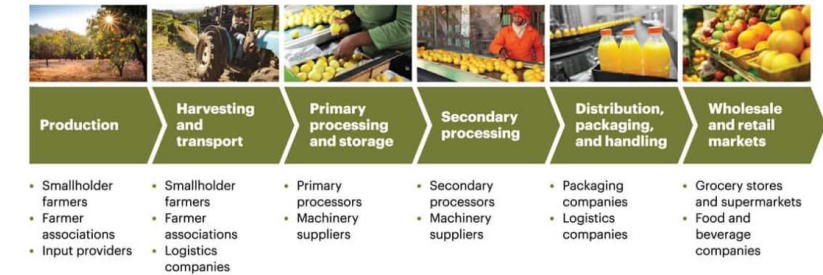 Production
Harvesting
and
transport
Primary
processing
and storage
Secondary
processing
Distribution,
packaging,
and handling
Wholesale
and retail
markets
• Smallholder
farmers
• Farmer
associations
• Input providers
• Smallholder
farmers
• Farmer
associations
• Logistics
companies
• Primary
processors
• Machinery
suppliers
• Secondary
processors
• Machinery
suppliers
• Packaging
companies
• Logistics
companies
• Grocery stores
and supermarkets
• Food and
beverage
companies